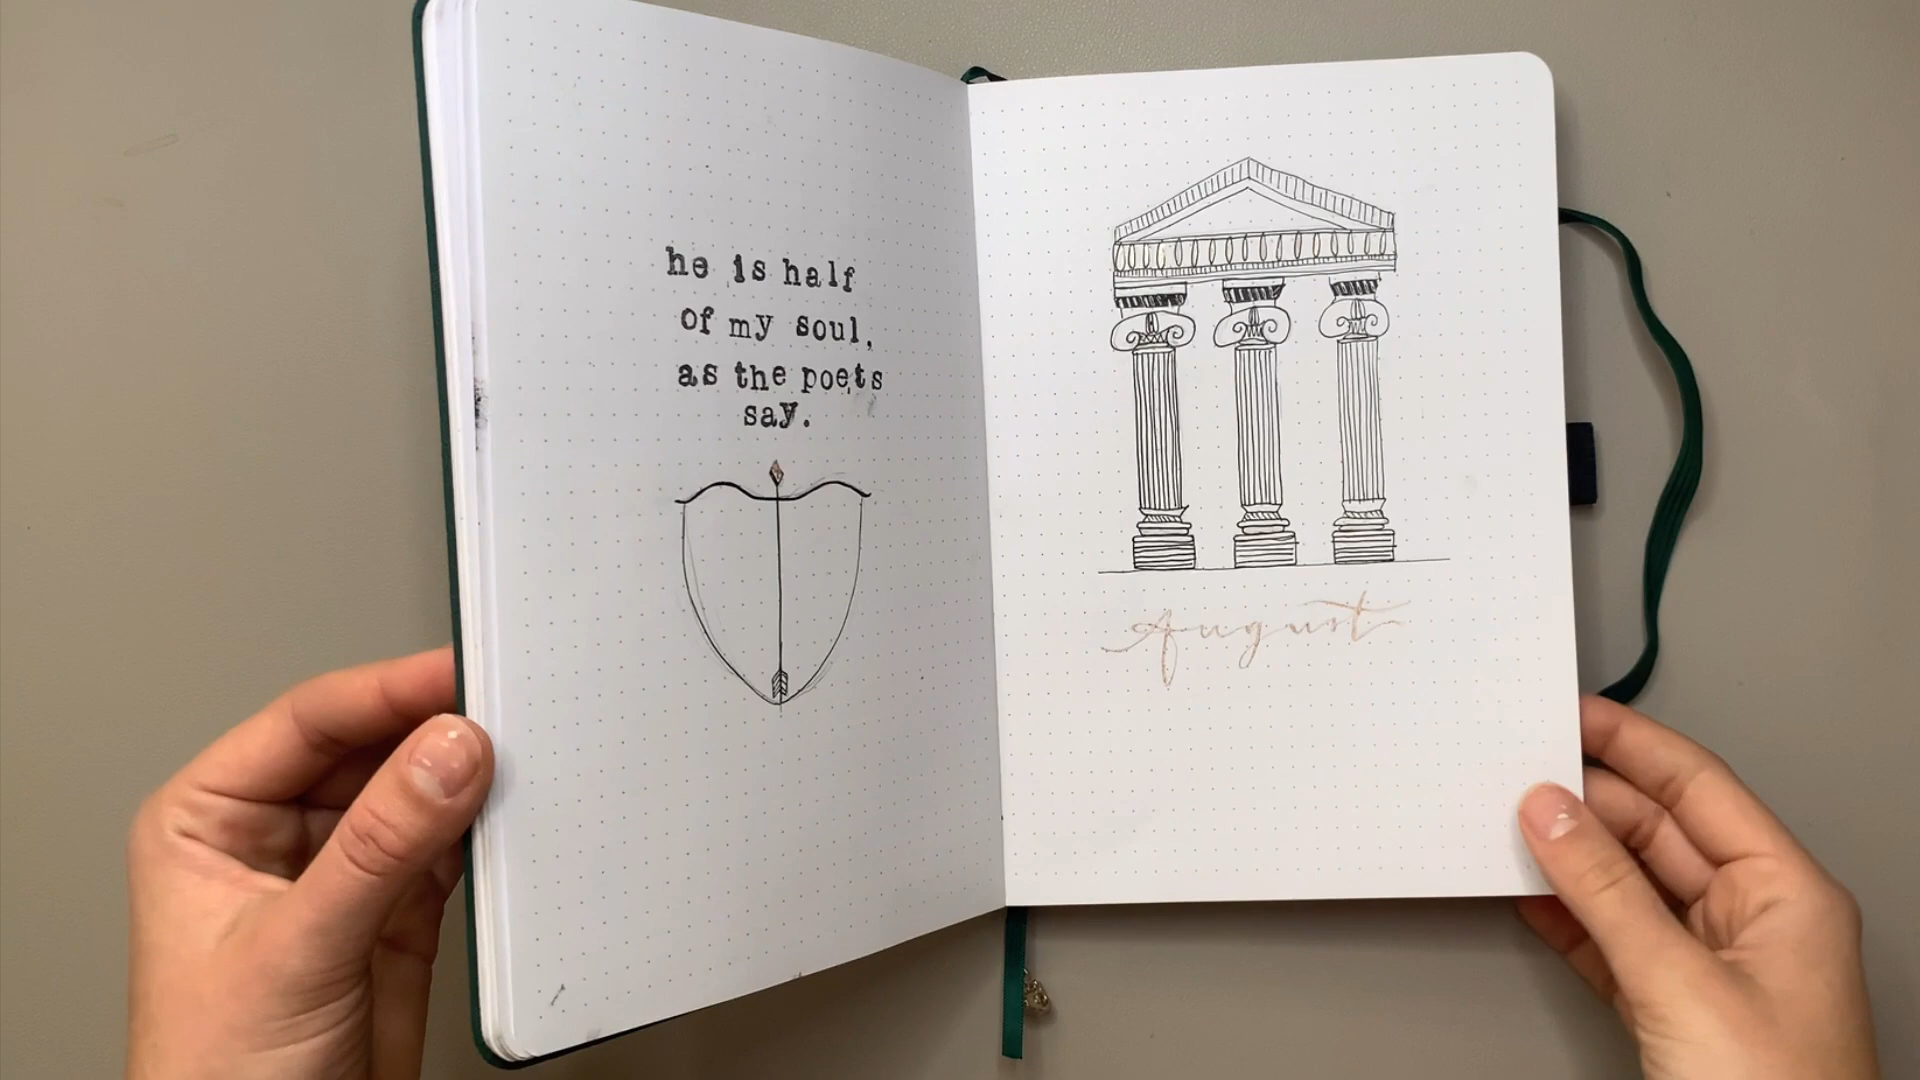 he is half
of my soul,
as the poets
say.
August